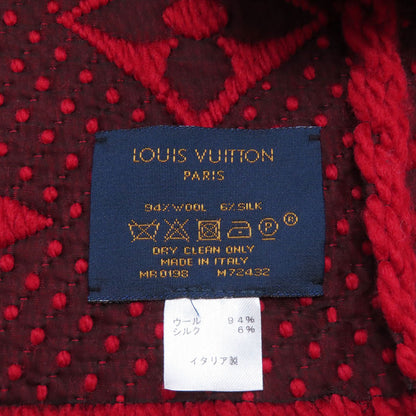 LOUIS VUITTON
PARIS
94% WOOL 6% SILK
P ®
DRY CLEAN ONLY
MADE IN ITALY
MR0198 M72432
ウール 94%
シルク 6%
イタリア製